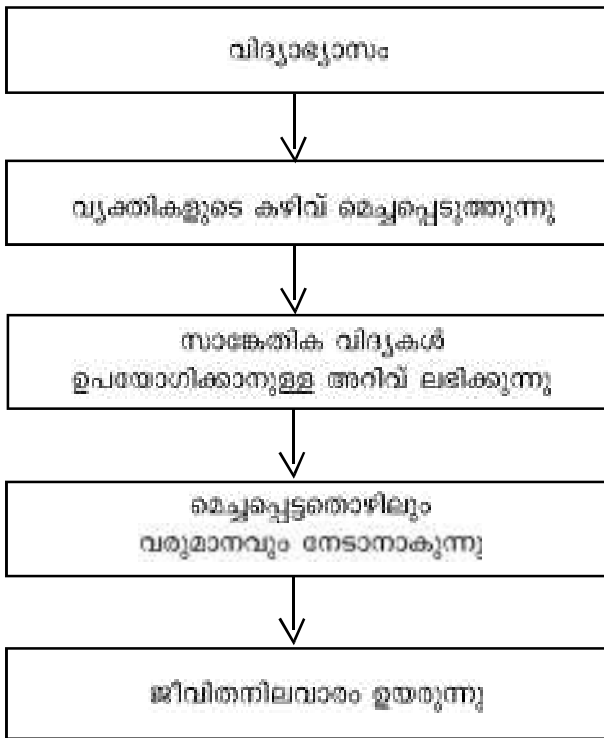 വിദ്യാഭ്യാസം
വ്യക്തികളുടെ കഴിവ് മെച്ചപ്പെടുത്തുന്നു
സാങ്കേതിക വിദ്യകൾ
ഉപയോഗിക്കാനുള്ള അറിവ് ലഭിക്കുന്നു
മെച്ചപ്പെട്ടതൊഴിലും
വരുമാനവും നേടാനാകുന്നു
ജീവിതനിലവാരം ഉയരുന്നു